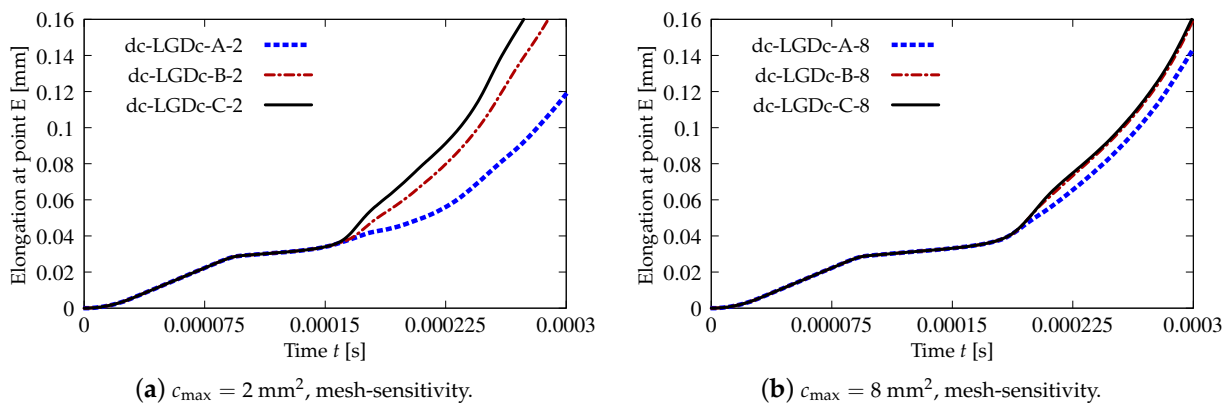 Elongation at point E [mm]
0.16
0.14
0.12
0.1
0.08
0.06
0.04
0.02
0
dc-LGDc-A-2
dc-LGDc-B-2
dc-LGDc-C-2
0 0.000075 0.00015 0.000225 0.0003
Time t [s]
(a) cmax = 2 mm², mesh-sensitivity.
Elongation at point E [mm]
0.16
0.14
0.12
0.1
0.08
0.06
0.04
0.02
0
dc-LGDc-A-8
dc-LGDc-B-8
dc-LGDc-C-8
0 0.000075 0.00015 0.000225 0.0003
Time t [s]
(b) cmax = 8 mm², mesh-sensitivity.